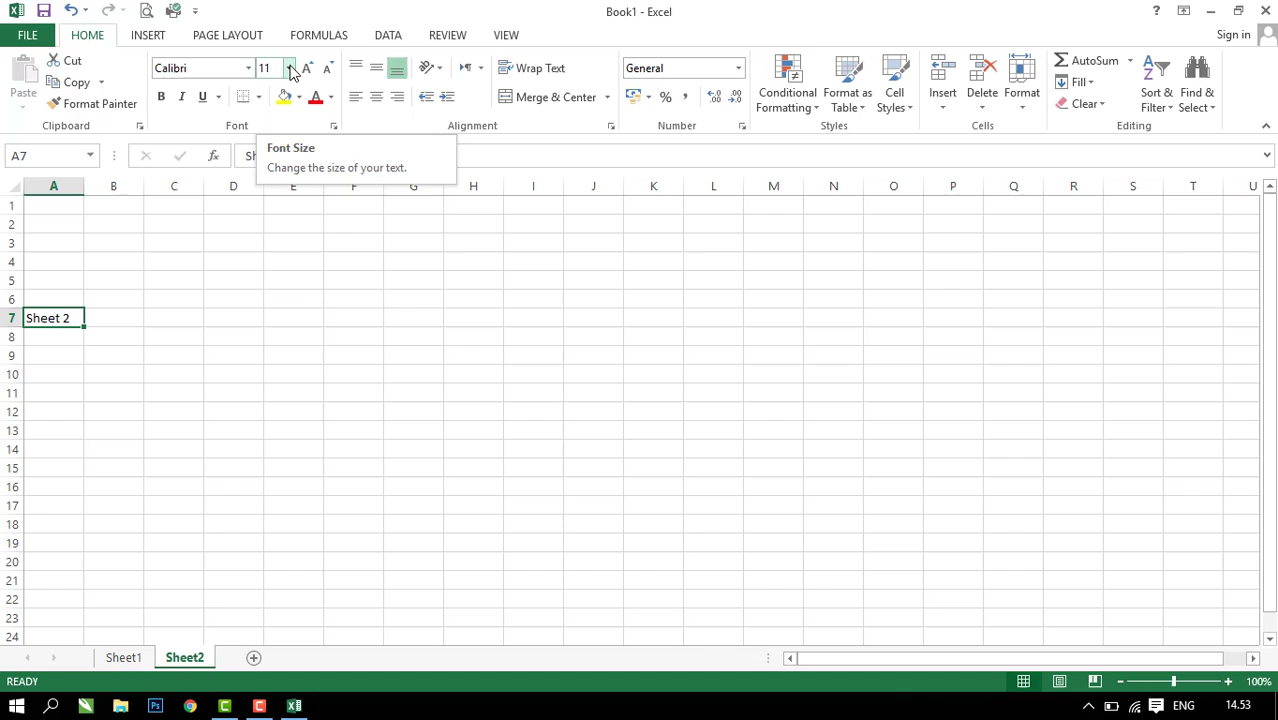 Book1 - Excel
?
FILE HOME INSERT PAGE LAYOUT FORMULAS DATA REVIEW VIEW Sign in
Paste
Cut
Copy
Format Painter
Clipboard
Calibri 11
B I U
Font
Wrap Text
Merge & Center
Alignment
General
% ,
Number
Conditional Formatting
Format as Table
Cell Styles
Styles
Insert Delete Format
Cells
AutoSum
Fill
Clear
Sort & Filter
Find & Select
Editing
Font Size
Change the size of your text.
A7 fx Sh
A B C D E F G H I J K L M N O P Q R S T U
1
2
3
4
5
6
7 Sheet 2
8
9
10
11
12
13
14
15
16
17
18
19
20
21
22
23
24
Sheet1 Sheet2
READY 100%
ENG 14.53